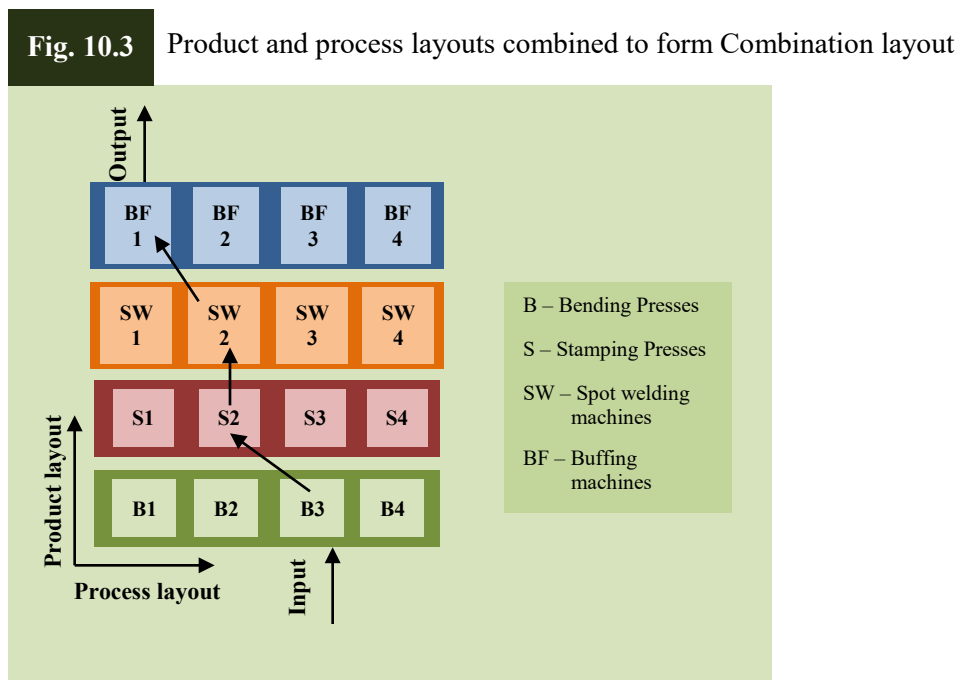 Fig. 10.3
Product and process layouts combined to form Combination layout
Output
BF
1
BF
2
BF
3
BF
4
SW
1
SW
2
SW
3
SW
4
S1
S2
S3
S4
B1
B2
B3
B4
Product layout
Process layout
Input
B – Bending Presses
S – Stamping Presses
SW – Spot welding
machines
BF – Buffing
machines